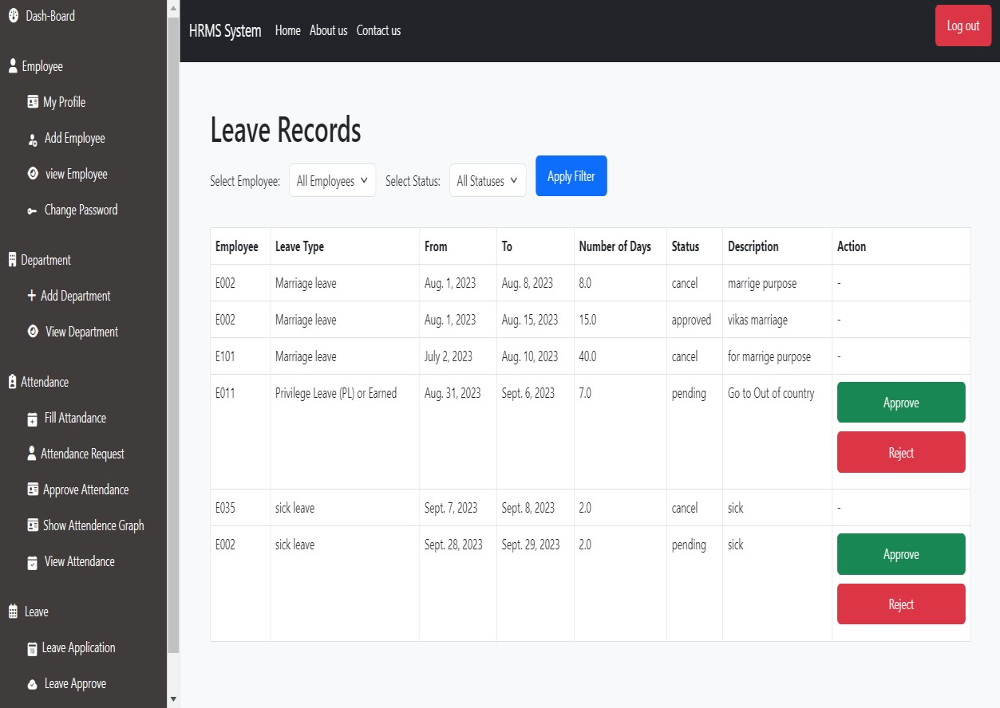 Dash-Board
Employee
My Profile
Add Employee
view Employee
Change Password
Department
Add Department
View Department
Attendance
Fill Attandance
Attendance Request
Approve Attendance
Show Attendence Graph
View Attendance
Leave
Leave Application
Leave Approve
HRMS System Home About us Contact us Log out
Leave Records
Select Employee: All Employees Select Status: All Statuses Apply Filter
Employee Leave Type From To Number of Days Status Description Action
E002 Marriage leave Aug. 1, 2023 Aug. 8, 2023 8.0 cancel marrige purpose -
E002 Marriage leave Aug. 1, 2023 Aug. 15, 2023 15.0 approved vikas marriage -
E101 Marriage leave July 2, 2023 Aug. 10, 2023 40.0 cancel for marrige purpose -
E011 Privilege Leave (PL) or Earned Aug. 31, 2023 Sept. 6, 2023 7.0 pending Go to Out of country Approve
Reject
E035 sick leave Sept. 7, 2023 Sept. 8, 2023 2.0 cancel sick -
E002 sick leave Sept. 28, 2023 Sept. 29, 2023 2.0 pending sick Approve
Reject